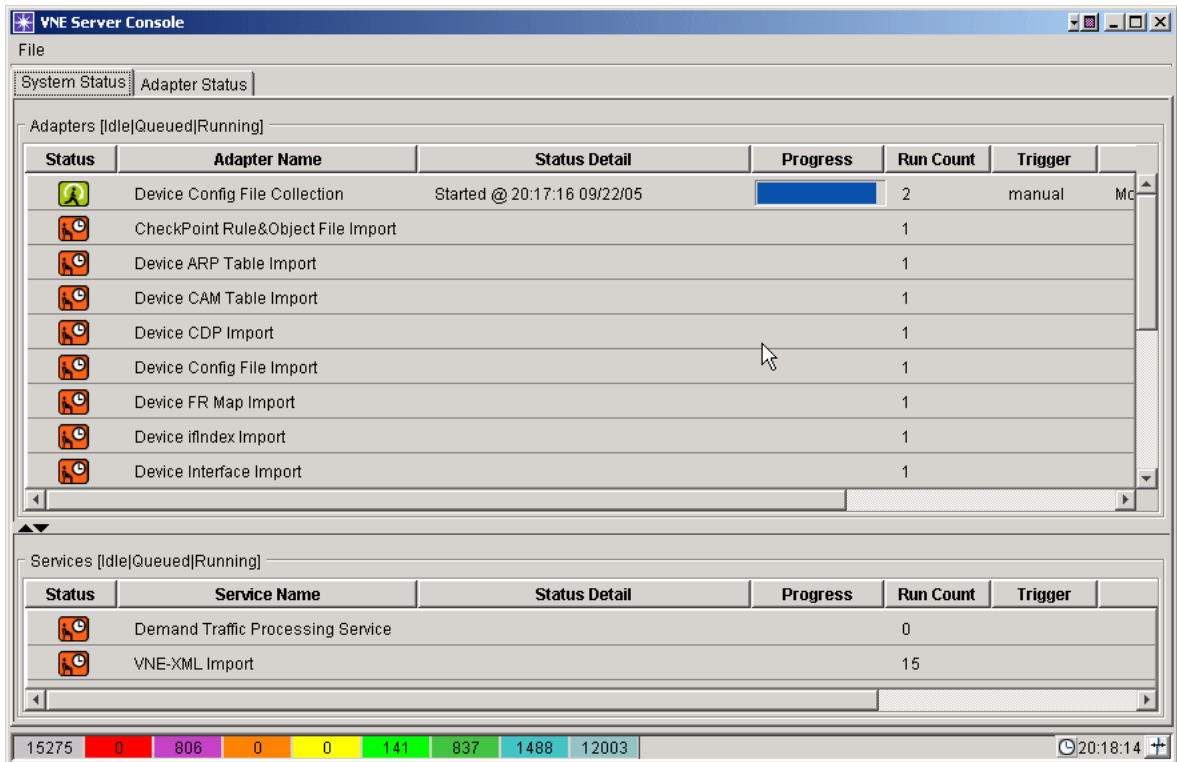 VNE Server Console
File
System Status Adapter Status
Adapters [Idle|Queued|Running]
Status Adapter Name Status Detail Progress Run Count Trigger
Device Config File Collection Started @ 20:17:16 09/22/05 2 manual Mo
CheckPoint Rule&Object File Import 1
Device ARP Table Import 1
Device CAM Table Import 1
Device CDP Import 1
Device Config File Import 1
Device FR Map Import 1
Device ifIndex Import 1
Device Interface Import 1
Services [Idle|Queued|Running]
Status Service Name Status Detail Progress Run Count Trigger
Demand Traffic Processing Service 0
VNE-XML Import 15
15275 0 806 0 0 141 837 1488 12003 20:18:14